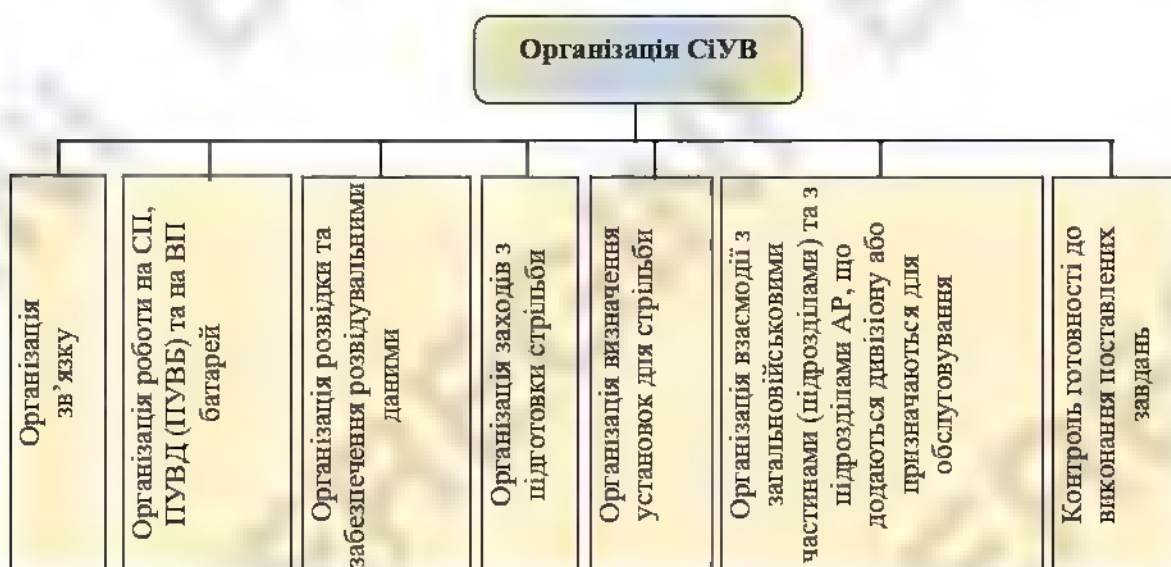 Організація СіУВ
Організація
зв’язку
Організація роботи на СП,
ПУВД (ПУВБ) та на ВП
батарей
Організація розвідки та
забезпечення розвідувальними
даними
Організація заходів з
підготовки стрільби
Організація визначення
установок для стрільби
Організація взаємодії з
загальновійськовими
частинами (підрозділами) та з
підрозділами АР, що
додаються дивізіону або
призначаються для
обслуговування
Контроль готовності до
виконання поставлених
завдань